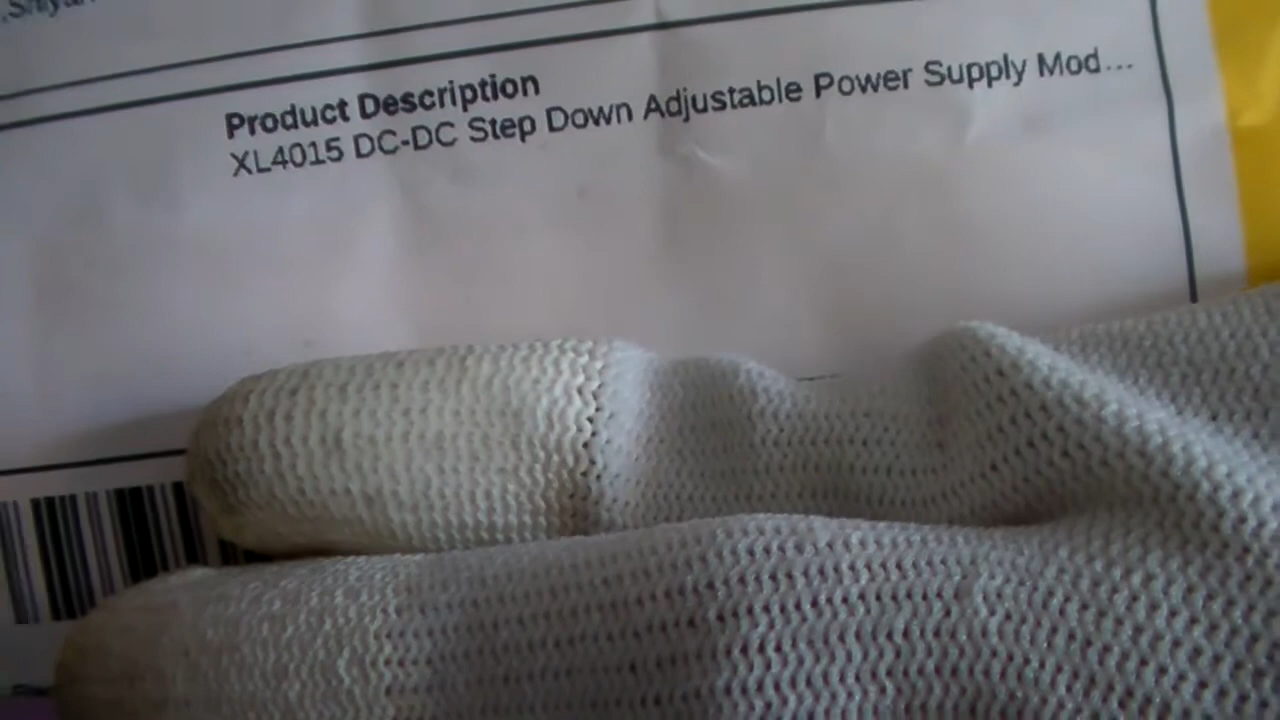 Product Description
XL4015 DC-DC Step Down Adjustable Power Supply Mod...